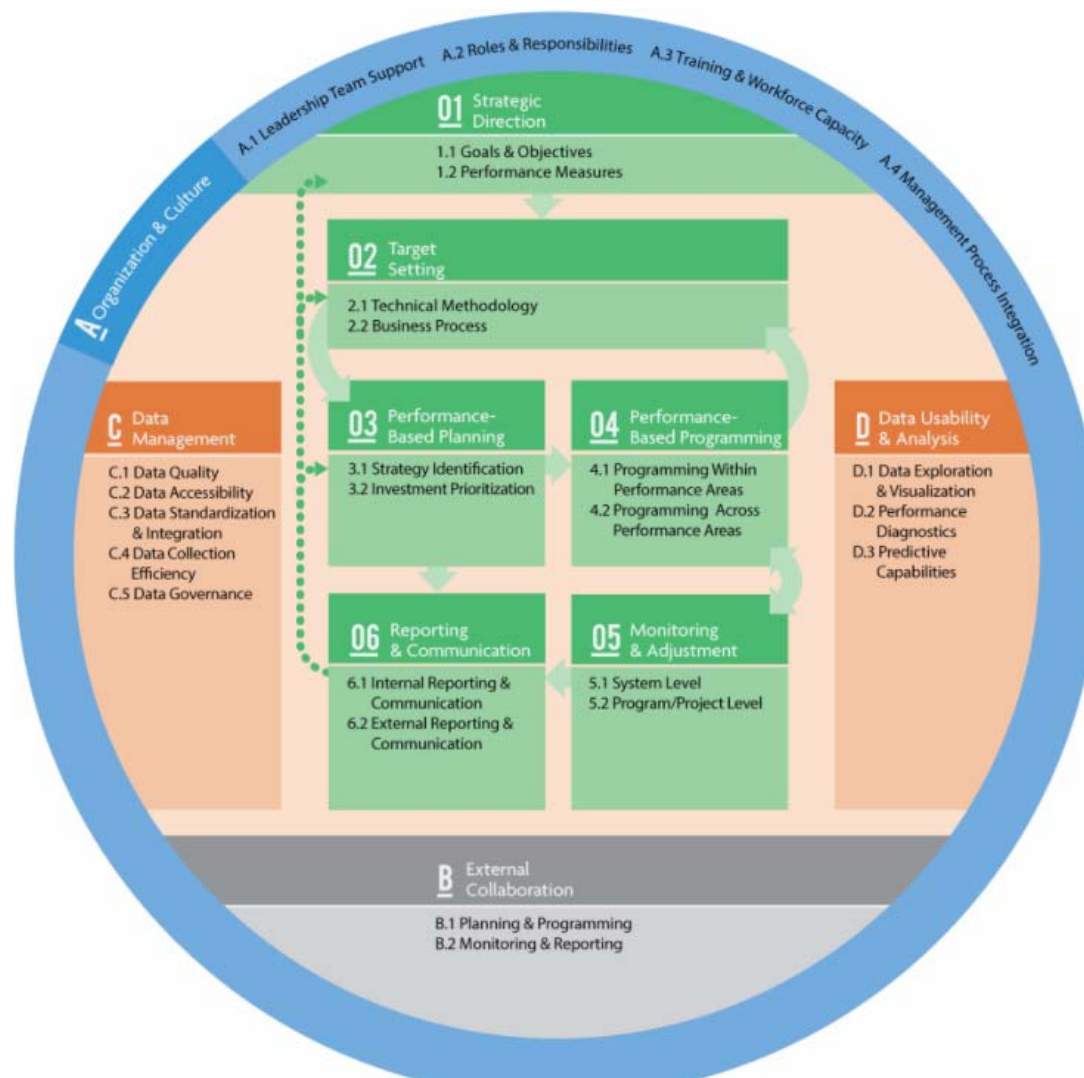 A.1 Leadership Team Support
A.2 Roles & Responsibilities
A.3 Training & Workforce Capacity
A.4 Management Process Integration
A Organization & Culture
01 Strategic
Direction
1.1 Goals & Objectives
1.2 Performance Measures
02 Target
Setting
2.1 Technical Methodology
2.2 Business Process
C Data
Management
C.1 Data Quality
C.2 Data Accessibility
C.3 Data Standardization
& Integration
C.4 Data Collection
Efficiency
C.5 Data Governance
03 Performance-
Based Planning
3.1 Strategy Identification
3.2 Investment Prioritization
04 Performance-
Based Programming
4.1 Programming Within
Performance Areas
4.2 Programming Across
Performance Areas
D Data Usability
& Analysis
D.1 Data Exploration
& Visualization
D.2 Performance
Diagnostics
D.3 Predictive
Capabilities
06 Reporting
& Communication
6.1 Internal Reporting &
Communication
6.2 External Reporting &
Communication
05 Monitoring
& Adjustment
5.1 System Level
5.2 Program/Project Level
B External
Collaboration
B.1 Planning & Programming
B.2 Monitoring & Reporting